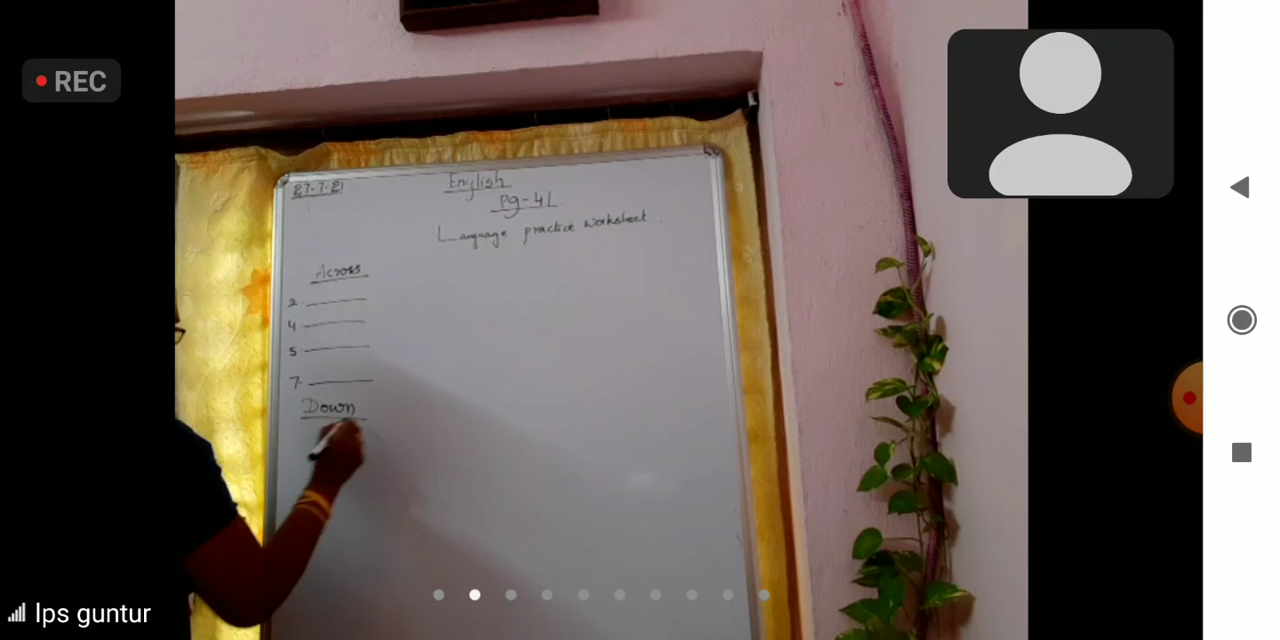 REC
27-7-21
English
Pg-41
Language practice worksheet.
Across
2.
4
5
7.
Down
lps guntur